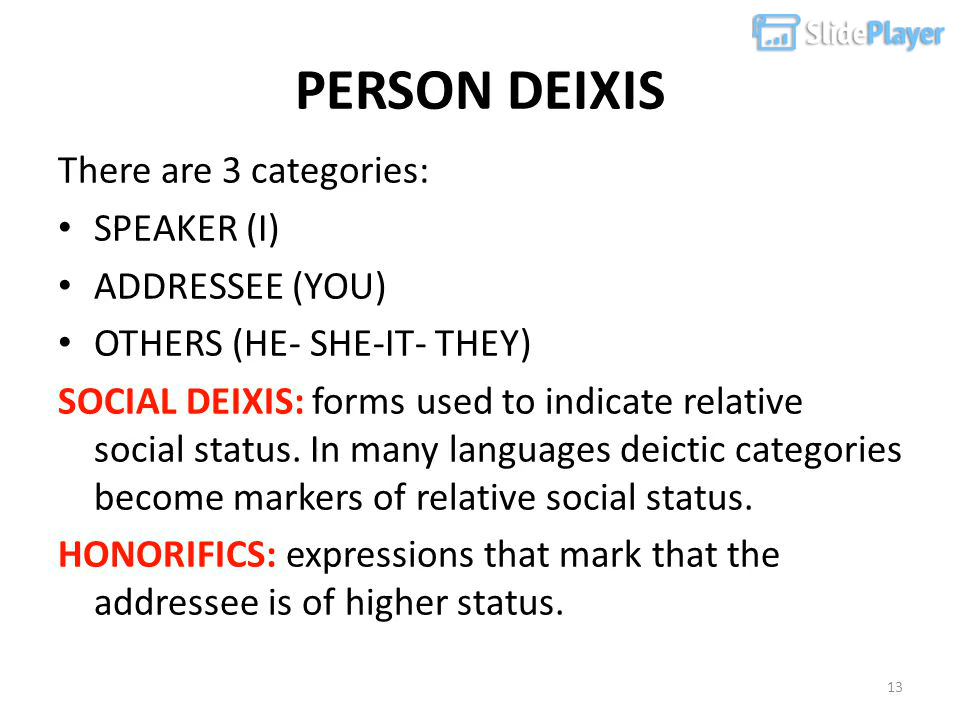 SlidePlayer
PERSON DEIXIS
There are 3 categories:
• SPEAKER (I)
• ADDRESSEE (YOU)
• OTHERS (HE- SHE-IT- THEY)
SOCIAL DEIXIS: forms used to indicate relative
social status. In many languages deictic categories
become markers of relative social status.
HONORIFICS: expressions that mark that the
addressee is of higher status.
13